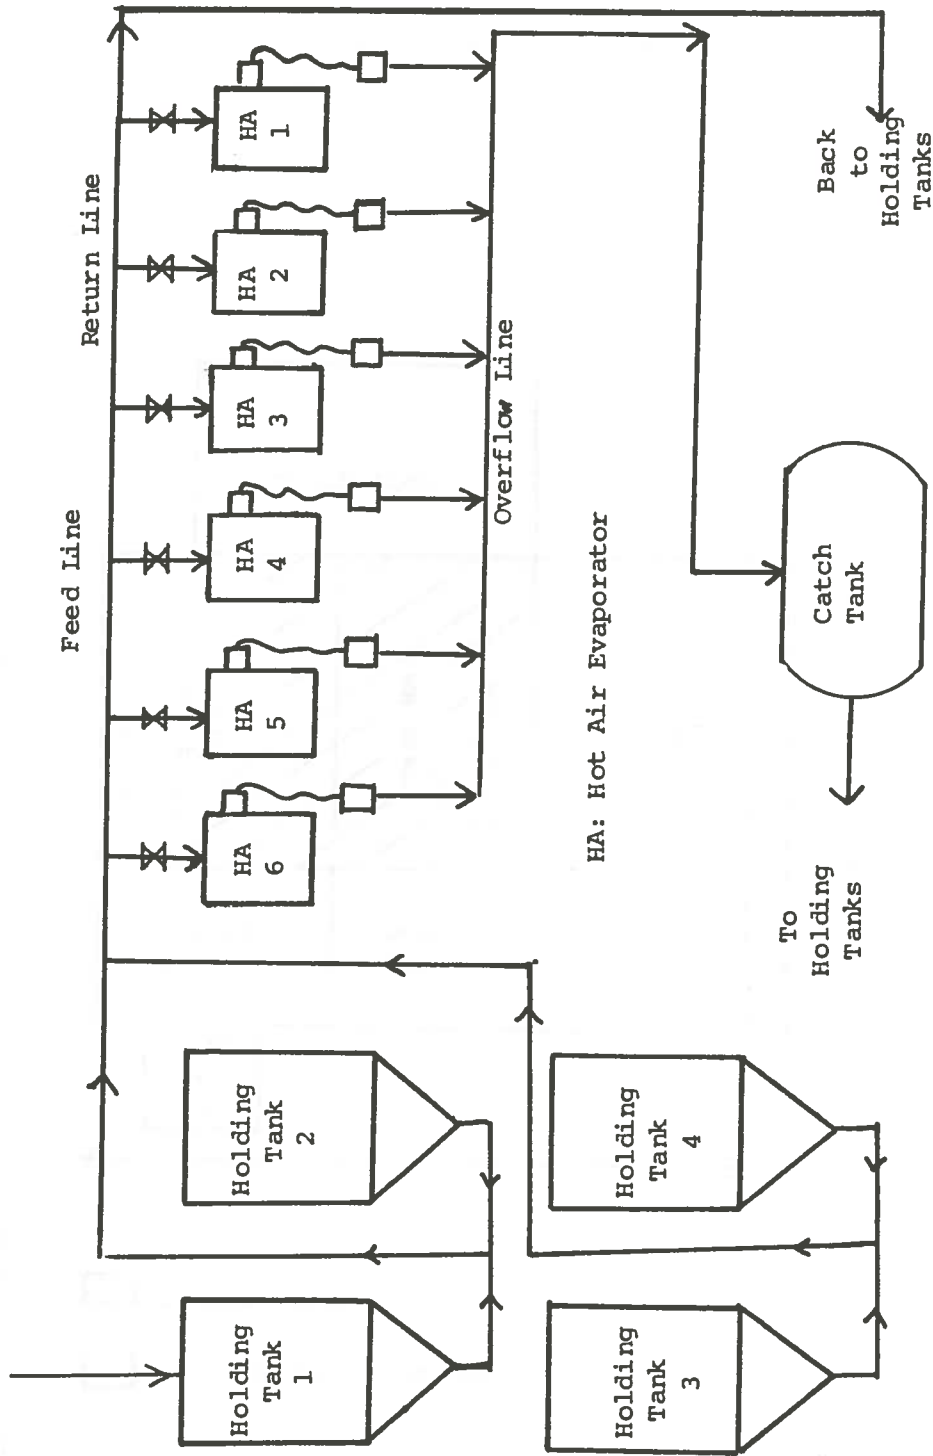 Feed Line
Return Line
Holding
Tank
1
Holding
Tank
2
HA
6
HA
5
HA
4
HA
3
HA
2
HA
1
Overflow Line
Holding
Tank
3
Holding
Tank
4
HA: Hot Air Evaporator
To
Holding
Tanks
Catch
Tank
Back
to
Holding
Tanks